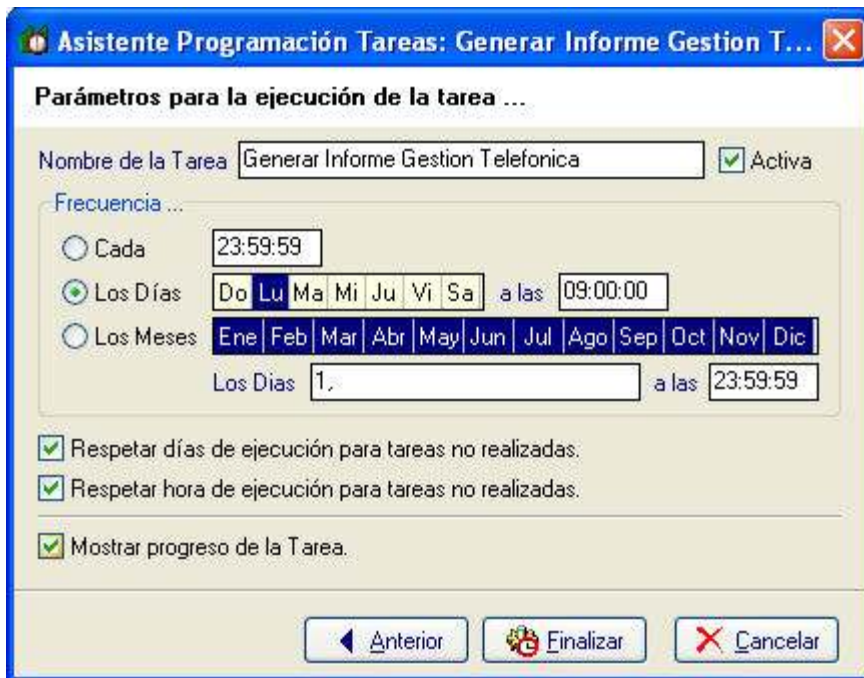 Asistente Programación Tareas: Generar Informe Gestion T...
Parámetros para la ejecución de la tarea ...
Nombre de la Tarea Generar Informe Gestion Telefonica Activa
Frecuencia ...
Cada 23:59:59
Los Días Do Lu Ma Mi Ju Vi Sa a las 09:00:00
Los Meses Ene Feb Mar Abr May Jun Jul Ago Sep Oct Nov Dic
Los Dias 1, a las 23:59:59
Respetar días de ejecución para tareas no realizadas.
Respetar hora de ejecución para tareas no realizadas.
Mostrar progreso de la Tarea.
Anterior Finalizar Cancelar